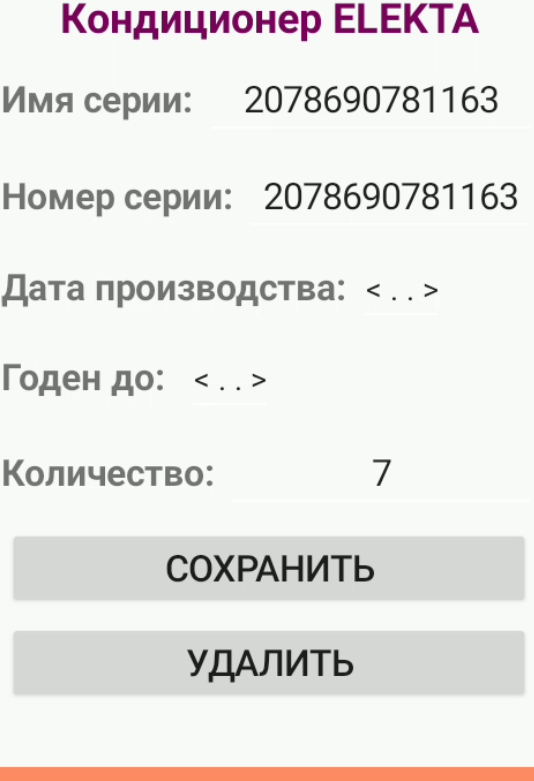 Кондиционер ELEKTA
Имя серии: 2078690781163
Номер серии: 2078690781163
Дата производства: < . . >
Годен до: < . . >
Количество: 7
СОХРАНИТЬ
УДАЛИТЬ